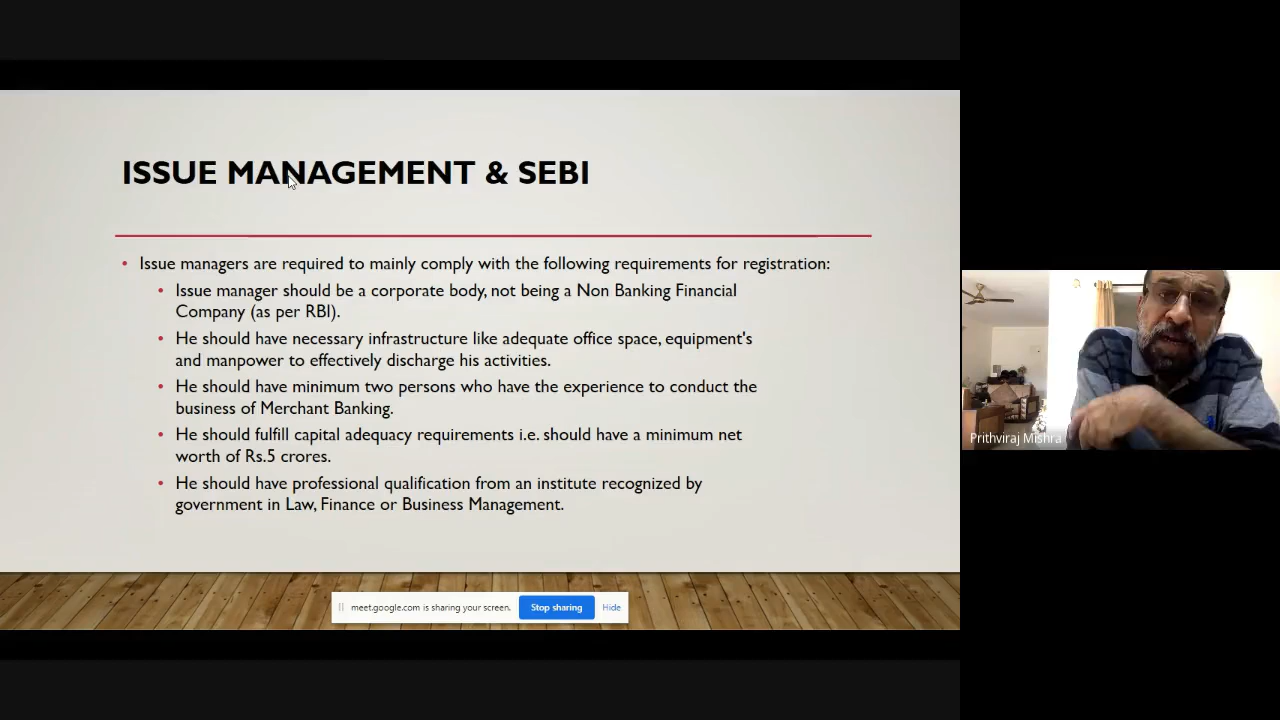 ISSUE MANAGEMENT & SEBI
• Issue managers are required to mainly comply with the following requirements for registration:
• Issue manager should be a corporate body, not being a Non Banking Financial
Company (as per RBI).
• He should have necessary infrastructure like adequate office space, equipment's
and manpower to effectively discharge his activities.
• He should have minimum two persons who have the experience to conduct the
business of Merchant Banking.
• He should fulfill capital adequacy requirements i.e. should have a minimum net
worth of Rs.5 crores.
• He should have professional qualification from an institute recognized by
government in Law, Finance or Business Management.
meet.google.com is sharing your screen. Stop sharing Hide
Prithviraj Mishra